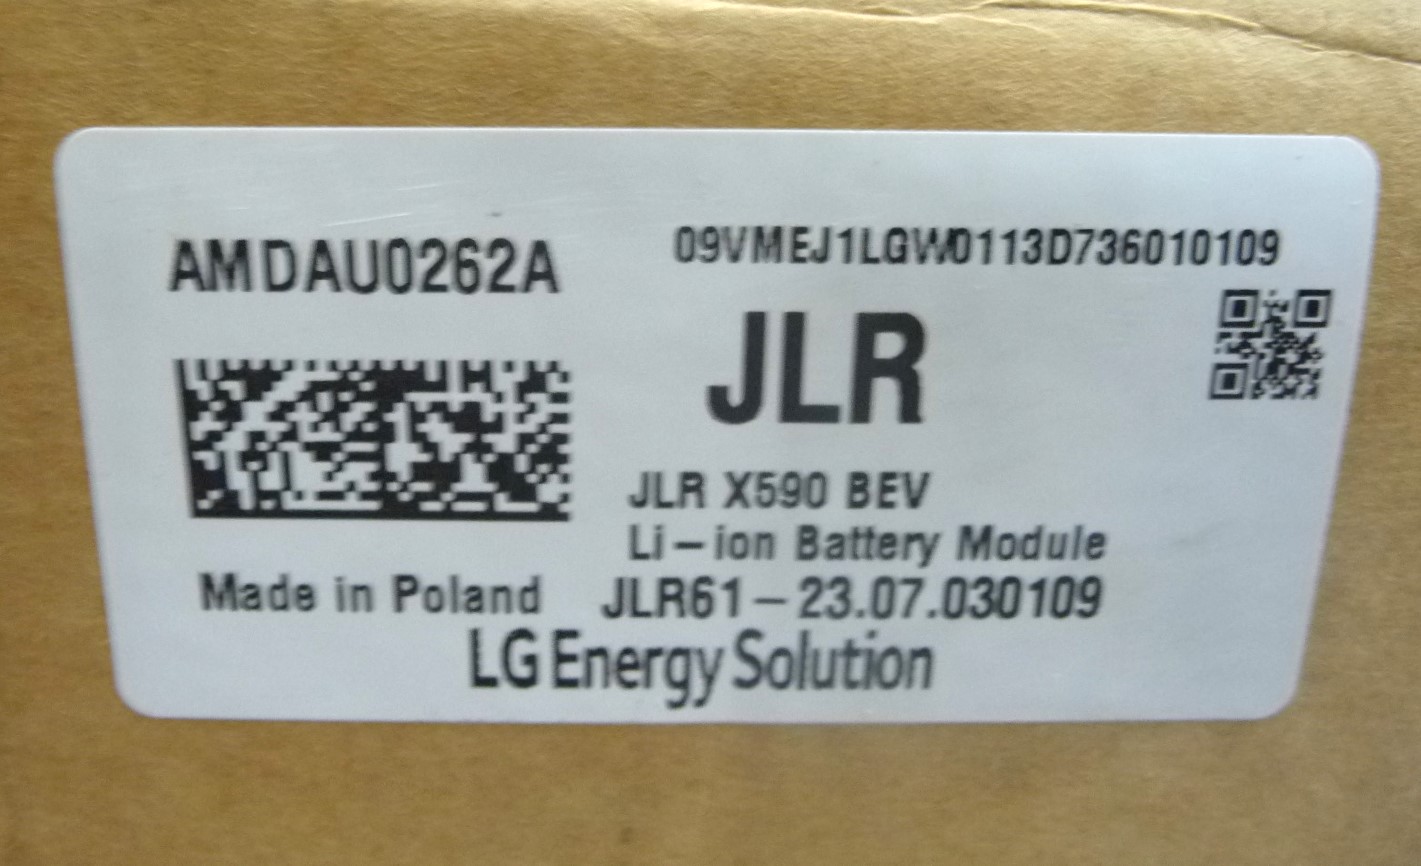 AMDAU0262A
09VMEJ1LGW0113D736010109
JLR
JLR X590 BEV
Li-ion Battery Module
Made in Poland JLR61-23.07.030109
LG Energy Solution